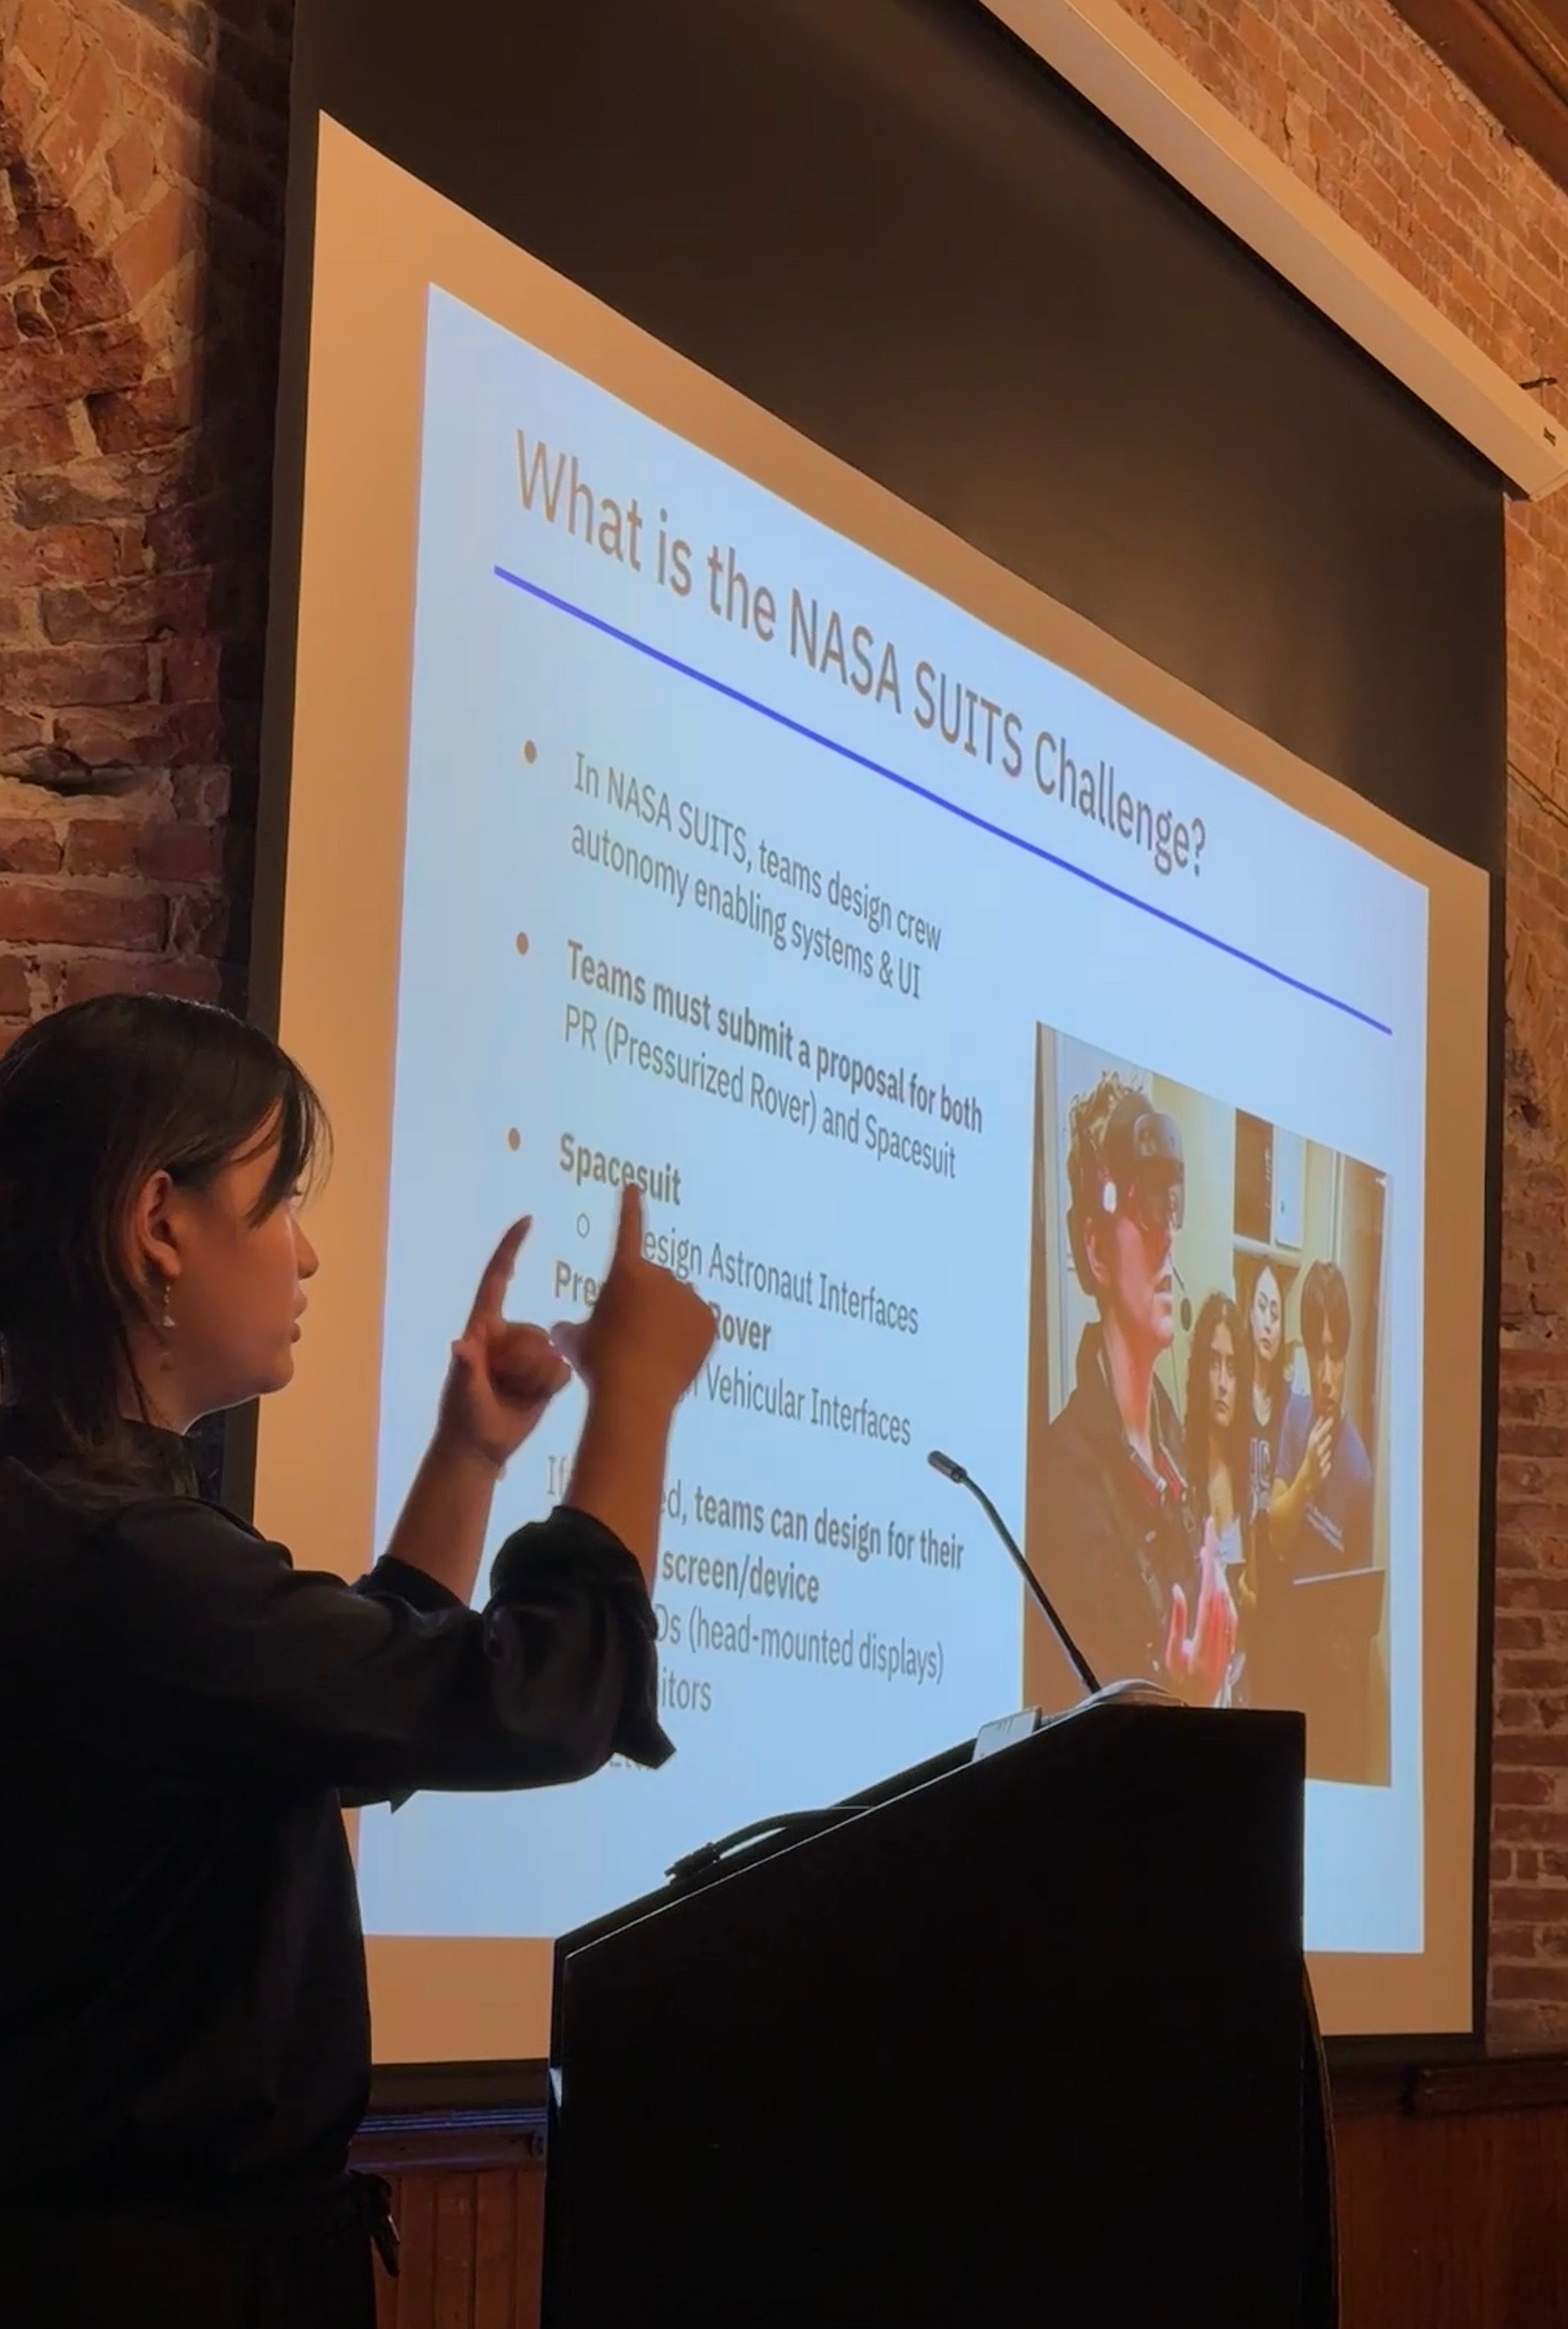 What is the NASA SUITS Challenge?
In NASA SUITS, teams design crew
autonomy enabling systems & UI
Teams must submit a proposal for both
PR (Pressurized Rover) and Spacesuit
Spacesuit
Astronaut Interfaces
Rover
Vehicular Interfaces
teams can design for their
screen/device
(head-mounted displays)